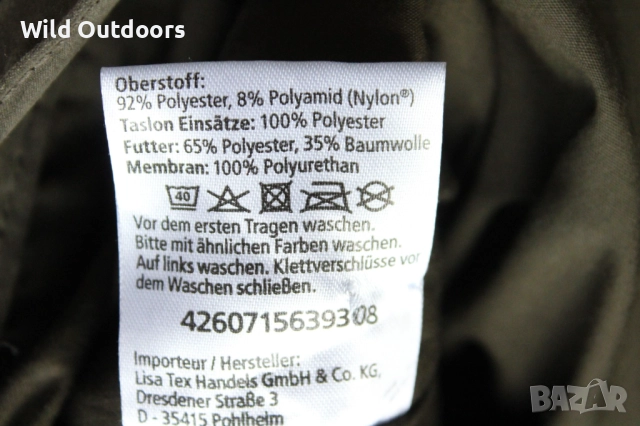 Wild Outdoors
Oberstoff:
92% Polyester, 8% Polyamid (Nylon®)
Taslon Einsätze: 100% Polyester
Futter: 65% Polyester, 35% Baumwolle
Membran: 100% Polyurethan
40
Vor dem ersten Tragen waschen.
Bitte mit ähnlichen Farben waschen.
Auf links waschen. Klettverschlüsse vor
dem Waschen schließen.
4260715639308
Importeur / Hersteller:
Lisa Tex Handels GmbH & Co. KG,
Dresdener Straße 3
D - 35415 Pohlheim
BAZAR